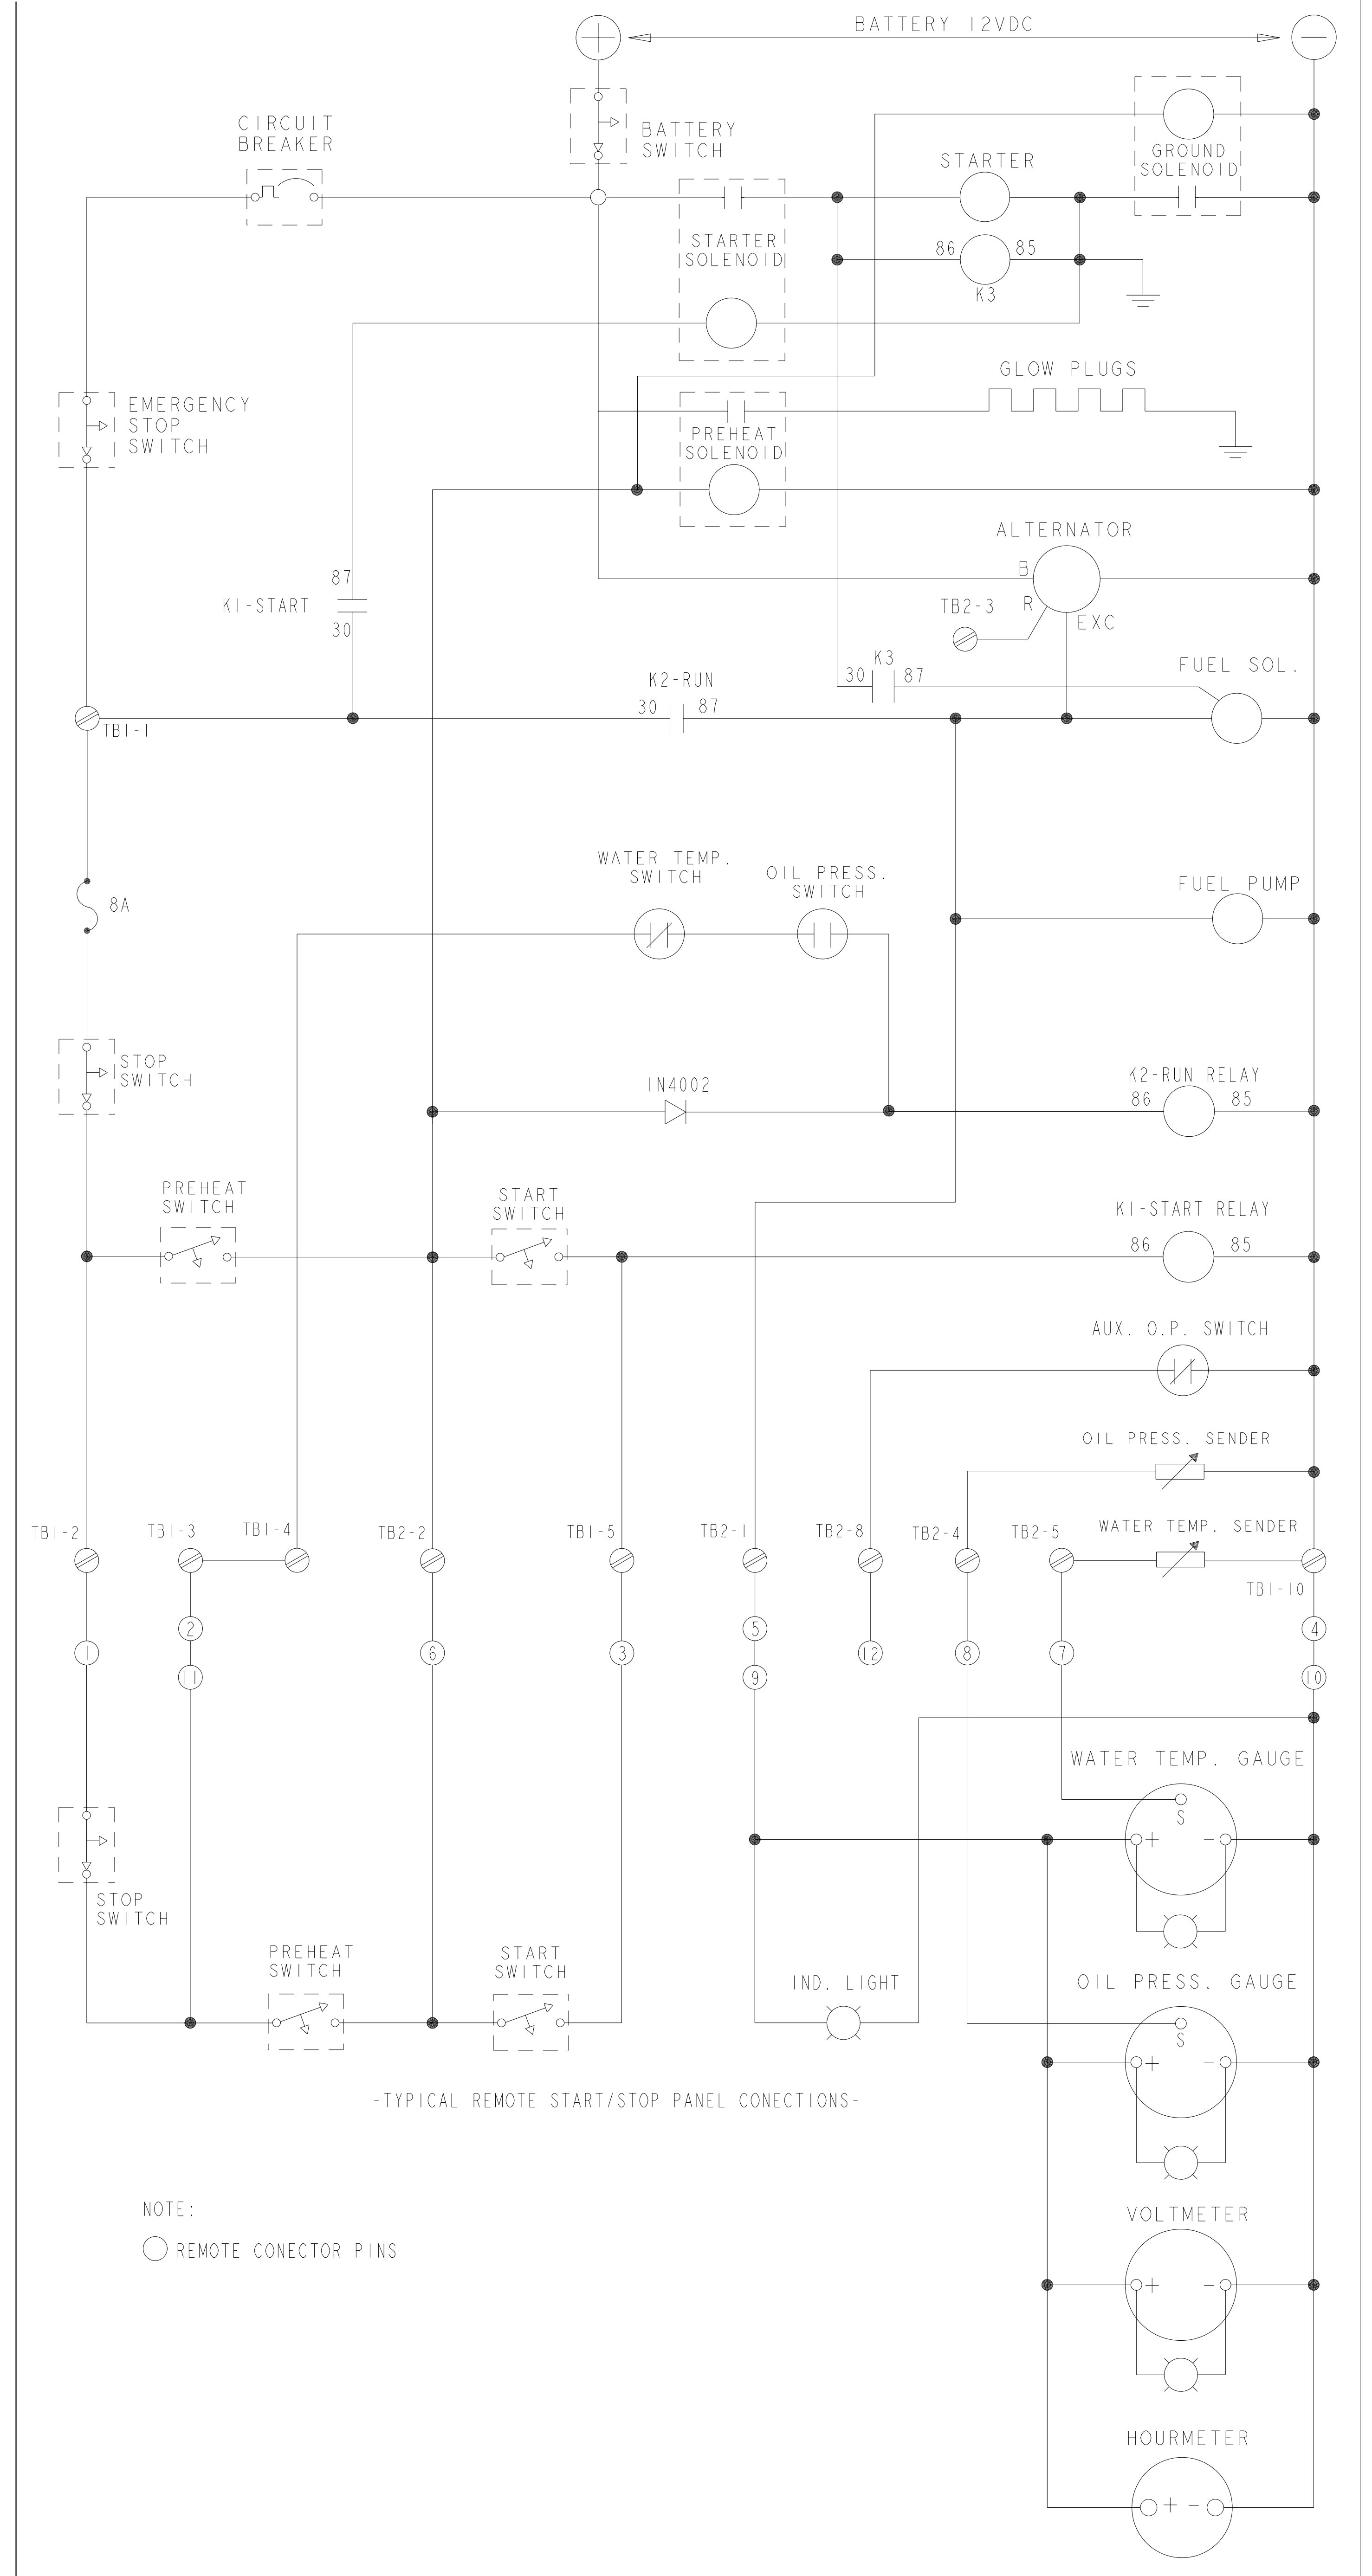 BATTERY 12VDC
CIRCUIT
BREAKER
BATTERY
SWITCH
STARTER
GROUND
SOLENOID
STARTER
SOLENOID
86
85
K3
GLOW PLUGS
EMERGENCY
STOP
SWITCH
PREHEAT
SOLENOID
ALTERNATOR
B
R
EXC
TB2-3
87
K1-START
30
K3
30
87
FUEL SOL.
K2-RUN
30
87
TB1-1
WATER TEMP.
SWITCH
OIL PRESS.
SWITCH
FUEL PUMP
8A
STOP
SWITCH
1N4002
K2-RUN RELAY
86
85
PREHEAT
SWITCH
START
SWITCH
K1-START RELAY
86
85
AUX. O.P. SWITCH
OIL PRESS. SENDER
WATER TEMP. SENDER
TB1-2
TB1-3
TB1-4
TB2-2
TB1-5
TB2-1
TB2-8
TB2-4
TB2-5
TB1-10
1
2
11
6
3
5
9
12
8
7
4
10
WATER TEMP. GAUGE
S
+ -
STOP
SWITCH
PREHEAT
SWITCH
START
SWITCH
IND. LIGHT
OIL PRESS. GAUGE
S
+ -
-TYPICAL REMOTE START/STOP PANEL CONECTIONS-
NOTE:
REMOTE CONECTOR PINS
VOLTMETER
+ -
HOURMETER
+ -